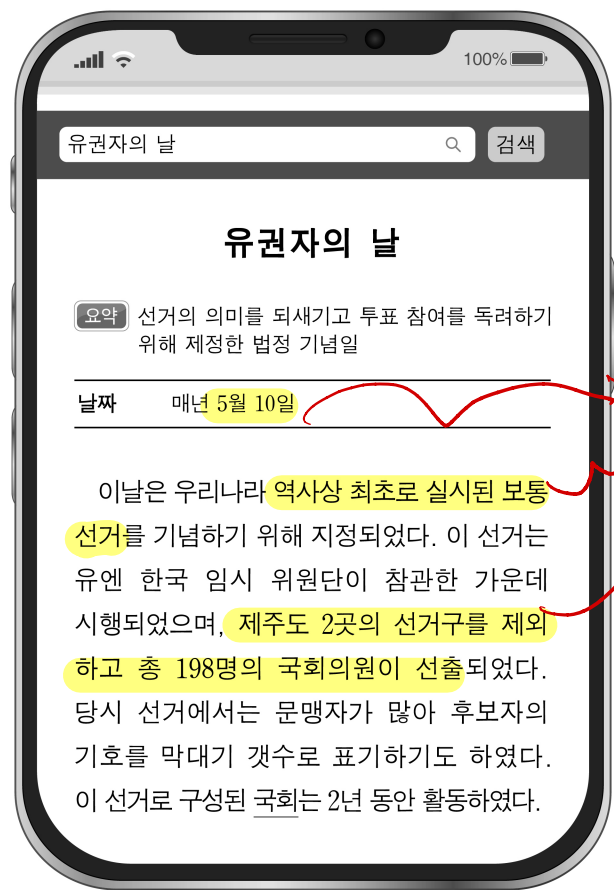 100%
유권자의 날 검색
유권자의 날
요약 선거의 의미를 되새기고 투표 참여를 독려하기
위해 제정한 법정 기념일
날짜 매년 5월 10일
이날은 우리나라 역사상 최초로 실시된 보통
선거를 기념하기 위해 지정되었다. 이 선거는
유엔 한국 임시 위원단이 참관한 가운데
시행되었으며, 제주도 2곳의 선거구를 제외
하고 총 198명의 국회의원이 선출되었다.
당시 선거에서는 문맹자가 많아 후보자의
기호를 막대기 갯수로 표기하기도 하였다.
이 선거로 구성된 국회는 2년 동안 활동하였다.